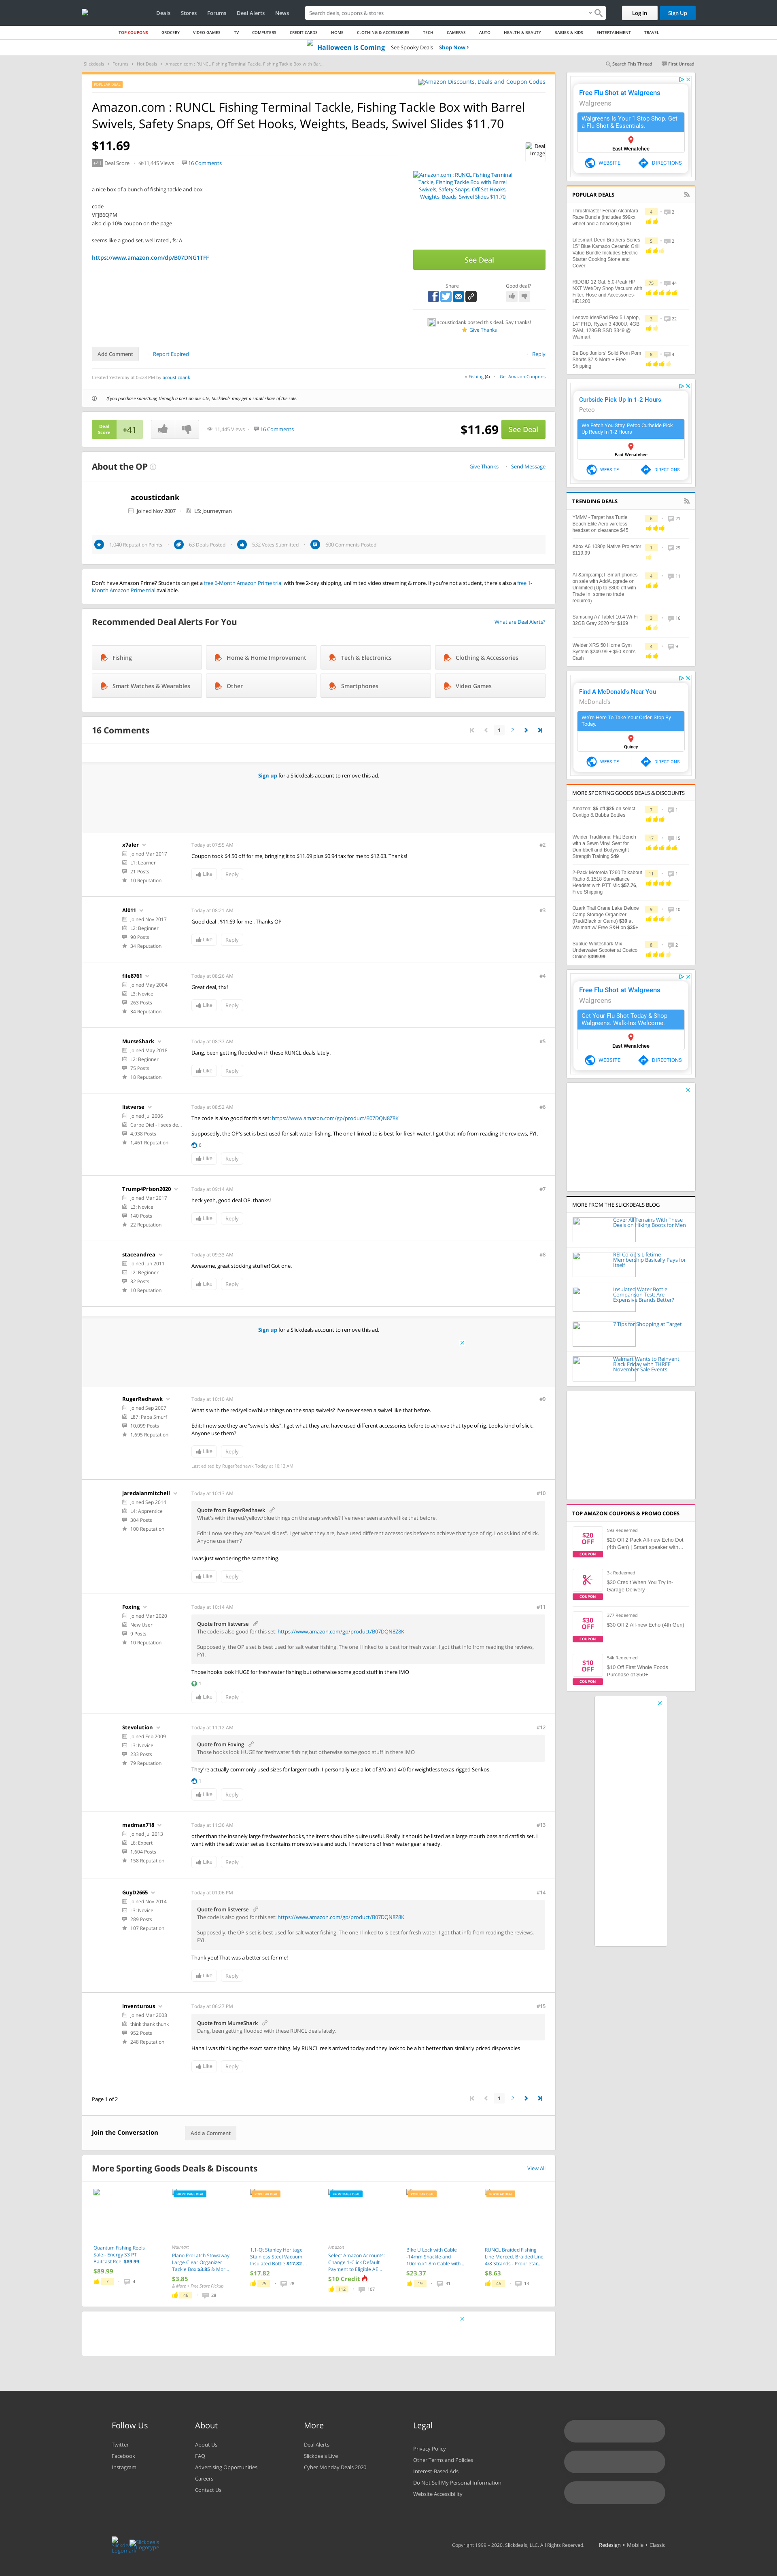 Deals Stores Forums Deal Alerts News
Search deals, coupons & stores
Log In Sign Up
TOP COUPONS GROCERY VIDEO GAMES TV COMPUTERS CREDIT CARDS HOME CLOTHING & ACCESSORIES TECH CAMERAS AUTO HEALTH & BEAUTY BABIES & KIDS ENTERTAINMENT TRAVEL
Halloween is Coming See Spooky Deals Shop Now
Slickdeals Forums Hot Deals Amazon.com : RUNCL Fishing Terminal Tackle, Fishing Tackle Box with Bar...
Search This Thread First Unread
POPULAR DEAL
Amazon Discounts, Deals and Coupon Codes
Amazon.com : RUNCL Fishing Terminal Tackle, Fishing Tackle Box with Barrel
Swivels, Safety Snaps, Off Set Hooks, Weights, Beads, Swivel Slides $11.70
$11.69
+41 Deal Score 11,445 Views 16 Comments
Deal
image
a nice box of a bunch of fishing tackle and box
code
VFJB6QPM
also clip 10% coupon on the page
seems like a good set, well rated , fs: A
https://www.amazon.com/dp/B07DNG1TFF
Amazon.com : RUNCL Fishing Terminal
Tackle, Fishing Tackle Box with Barrel
Swivels, Safety Snaps, Off Set Hooks,
Weights, Beads, Swivel Slides $11.70
See Deal
Share Good deal?
acousticdank posted this deal. Say thanks!
Give Thanks
Add Comment Report Expired Reply
Created Yesterday at 05:28 PM by acousticdank
Fishing (4) Get Amazon Coupons
If you purchase something through a post on our site, Slickdeals may get a small share of the sale.
Deal
Score
+41
11,445 Views 16 Comments
$11.69 See Deal
About the OP
Give Thanks Send Message
acousticdank
Joined Nov 2007 L5: Journeyman
1,040 Reputation Points 63 Deals Posted 532 Votes Submitted 600 Comments Posted
Don't have Amazon Prime? Students can get a free 6-Month Amazon Prime trial with free 2-day shipping, unlimited video streaming & more. If you're not a student, there's also a free 1-
Month Amazon Prime trial available.
Recommended Deal Alerts For You
What are Deal Alerts?
Fishing Home & Home Improvement Tech & Electronics Clothing & Accessories
Smart Watches & Wearables Other Smartphones Video Games
16 Comments
1 2
Sign up for a Slickdeals account to remove this ad.
x7aler
Joined Mar 2017
L1: Learner
21 Posts
10 Reputation
Today at 07:55 AM #2
Coupon took $4.50 off for me, bringing it to $11.69 plus $0.94 tax for me to $12.63. Thanks!
Like Reply
Al011
Joined Nov 2017
L2: Beginner
90 Posts
34 Reputation
Today at 08:21 AM #3
Good deal . $11.69 for me . Thanks OP
Like Reply
file8761
Joined May 2004
L3: Novice
263 Posts
34 Reputation
Today at 08:26 AM #4
Great deal, thx!
Like Reply
MurseShark
Joined May 2018
L2: Beginner
75 Posts
18 Reputation
Today at 08:37 AM #5
Dang, been getting flooded with these RUNCL deals lately.
Like Reply
listverse
Joined Jul 2006
Carpe Diel - I seec de...
4,938 Posts
1,461 Reputation
Today at 08:52 AM #6
The code is also good for this set: https://www.amazon.com/gp/product/B07DQN8Z8K
Supposedly, the OP's set is best used for salt water fishing. The one I linked to is best for fresh water. I got that info from reading the reviews, FYI.
6
Like Reply
Trump4Prison2020
Joined Mar 2017
L3: Novice
140 Posts
22 Reputation
Today at 09:14 AM #7
heck yeah, good deal OP. thanks!
Like Reply
staceandrea
Joined Jun 2011
L2: Beginner
32 Posts
10 Reputation
Today at 09:33 AM #8
Awesome, great stocking stuffer! Got one.
Like Reply
Sign up for a Slickdeals account to remove this ad.
RugerRedhawk
Joined Sep 2007
L87: Papa Smurf
10,099 Posts
1,695 Reputation
Today at 10:10 AM #9
What's with the red/yellow/blue things on the snap swivels? I've never seen a swivel like that before.
Edit: I now see they are "swivel slides". I get what they are, have used different accessories before to achieve that type of rig. Looks kind of slick.
Anyone use them?
Like Reply
Last edited by RugerRedhawk Today at 10:13 AM.
jaredalanmitchell
Joined Sep 2014
L4: Apprentice
304 Posts
100 Reputation
Today at 10:13 AM #10
Quote from RugerRedhawk
What's with the red/yellow/blue things on the snap swivels? I've never seen a swivel like that before.
Edit: I now see they are "swivel slides". I get what they are, have used different accessories before to achieve that type of rig. Looks kind of slick.
Anyone use them?
I was just wondering the same thing.
Like Reply
Foxing
Joined Mar 2020
New User
9 Posts
10 Reputation
Today at 10:14 AM #11
Quote from listverse
The code is also good for this set: https://www.amazon.com/gp/product/B07DQN8Z8K
Supposedly, the OP's set is best used for salt water fishing. The one I linked to is best for fresh water. I got that info from reading the reviews,
FYI.
Those hooks look HUGE for freshwater fishing but otherwise some good stuff in there IMO
1
Like Reply
Stevolution
Joined Feb 2009
L3: Novice
233 Posts
79 Reputation
Today at 11:12 AM #12
Quote from Foxing
Those hooks look HUGE for freshwater fishing but otherwise some good stuff in there IMO
They're actually commonly used sizes for largemouth. I personally use a lot of 3/0 and 4/0 for weightless texas-rigged Senkos.
1
Like Reply
madmax718
Joined Jul 2013
L6: Expert
1,604 Posts
158 Reputation
Today at 11:36 AM #13
other than the insanely large freshwater hooks, the items should be quite useful. Really it should be listed as a large mouth bass and catfish set. I
went with the salt water set as it contains more swivels and such. I have tons of fresh water gear already.
Like Reply
GuyD2665
Joined Nov 2014
L3: Novice
289 Posts
107 Reputation
Today at 01:06 PM #14
Quote from listverse
The code is also good for this set: https://www.amazon.com/gp/product/B07DQN8Z8K
Supposedly, the OP's set is best used for salt water fishing. The one I linked to is best for fresh water. I got that info from reading the reviews,
FYI.
Thank you! That was a better set for me!
Like Reply
inventurous
Joined Mar 2008
think thank thunk
952 Posts
248 Reputation
Today at 06:27 PM #15
Quote from MurseShark
Dang, been getting flooded with these RUNCL deals lately.
Haha I was thinking the exact same thing. My RUNCL reels arrived today and they look to be a bit better than similarly priced disposables
Like Reply
Page 1 of 2
1 2
Join the Conversation Add a Comment
More Sporting Goods Deals & Discounts
View All
Quantum Fishing Reels
Sale - Energy S3 PT
Baitcast Reel $89.99
$89.99
7 4
FRONTPAGE DEAL
Walmart
Plano ProLatch Stowaway
Large Clear Organizer
Tackle Box $3.85 & Mor...
$3.85
& More + Free Store Pickup
46 24
POPULAR DEAL
1.1-Qt Stanley Heritage
Stainless Steel Vacuum
Insulated Bottle $17.82 ...
$17.82
25 28
FRONTPAGE DEAL
Amazon
Select Amazon Accounts:
Change 1-Click Default
Payment to Eligible AE...
$10 Credit
112 107
POPULAR DEAL
Bike U Lock with Cable
-14mm Shackle and
10mm x1.8m Cable with...
$23.37
19 31
POPULAR DEAL
RUNCL Braided Fishing
Line Merced, Braided Line
4/8 Strands - Proprietar...
$8.63
46 13
Free Flu Shot at Walgreens
Walgreens
Walgreens Is Your 1 Stop Shop. Get
a Flu Shot & Essentials.
East Wenatchee
WEBSITE DIRECTIONS
POPULAR DEALS
Thrustmaster Ferrari Alcantara
Race Bundle (includes 599xx
wheel and a headset) $180
4 2
Lifesmart Deen Brothers Series
15" Blue Kamado Ceramic Grill
Value Bundle Includes Electric
Starter Cooking Stone and
Cover
5 2
RIDGID 12 Gal. 5.0-Peak HP
NXT Wet/Dry Shop Vacuum with
Filter, Hose and Accessories-
HD1200
75 44
Lenovo IdeaPad Flex 5 Laptop,
14" FHD, Ryzen 3 4300U, 4GB
RAM, 128GB SSD $349 @
Walmart
3 22
Be Bop Juniors' Solid Pom Pom
Shorts $7 & More + Free
Shipping
8 4
Curbside Pick Up In 1-2 Hours
Petco
We Fetch You Stay. Petco Curbside Pick
Up Ready In 1-2 Hours
East Wenatchee
WEBSITE DIRECTIONS
TRENDING DEALS
YMMV - Target has Turtle
Beach Elite Aero wireless
headset on clearance $45
6 21
Abox A6 1080p Native Projector
$119.99
1 29
AT&amp;amp;T Smart phones
on sale with Add/Upgrade on
Unlimited (Up to $800 off with
Trade in, some no trade
required)
4 11
Samsung A7 Tablet 10.4 Wi-Fi
32GB Gray 2020 for $169
3 16
Weider XRS 50 Home Gym
System $249.99 + $50 Kohl's
Cash
4 9
Find A McDonald's Near You
McDonald's
We're Here To Take Your Order. Stop By
Today.
Quincy
WEBSITE DIRECTIONS
MORE SPORTING GOODS DEALS & DISCOUNTS
Amazon: $5 off $25 on select
Contigo & Bubba Bottles
7 1
Weider Traditional Flat Bench
with a Sewn Vinyl Seat for
Dumbbell and Bodyweight
Strength Training $49
17 15
2-Pack Motorola T260 Talkabout
Radio & 1518 Surveillance
Headset with PTT Mic $57.76,
Free Shipping
11 1
Ozark Trail Crane Lake Deluxe
Camp Storage Organizer
(Red/Black or Camo) $30 at
Walmart w/ Free S&H on $35+
9 10
Sublue Whiteshark Mix
Underwater Scooter at Costco
Online $399.99
8 2
Free Flu Shot at Walgreens
Walgreens
Get Your Flu Shot Today & Shop
Walgreens. Walk-Ins Welcome.
East Wenatchee
WEBSITE DIRECTIONS
MORE FROM THE SLICKDEALS BLOG
Cover All Terrains With These
Deals on Hiking Boots for Men
REI Co-op's Lifetime
Membership Basically Pays for
Itself
Insulated Water Bottle
Comparison Test: Are
Expensive Brands Better?
7 Tips for Shopping at Target
Walmart Wants to Reinvent
Black Friday with THREE
November Sale Events
TOP AMAZON COUPONS & PROMO CODES
$20
OFF
COUPON
593 Redeemed
$20 Off 2 Pack All-new Echo Dot
(4th Gen) | Smart speaker with...
COUPON
3k Redeemed
$30 Credit When You Try In-
Garage Delivery
$30
OFF
COUPON
377 Redeemed
$30 Off 2 All-new Echo (4th Gen)
$10
OFF
COUPON
14k Redeemed
$10 Off First Whole Foods
Purchase of $50+
Follow Us
Twitter
Facebook
Instagram
About
About Us
FAQ
Advertising Opportunities
Careers
Contact Us
More
Deal Alerts
Slickdeals Live
Cyber Monday Deals 2020
Legal
Privacy Policy
Other Terms and Policies
Interest-Based Ads
Do Not Sell My Personal Information
Website Accessibility
Slickdeals Logomark
Slickdeals Logotype
Copyright 1999 – 2020. Slickdeals, LLC. All Rights Reserved. Redesign • Mobile • Classic